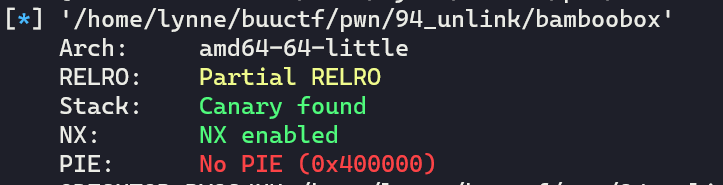 [*] '/home/lynne/buuctf/pwn/94_unlink/bamboobox'
Arch: amd64-64-little
RELRO: Partial RELRO
Stack: Canary found
NX: NX enabled
PIE: No PIE (0x400000)